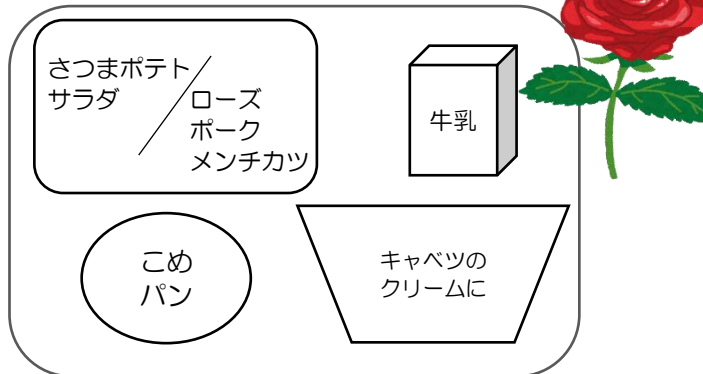 さつまポテト
サラダ
ローズ
ポーク
メンチカツ
牛乳
こめ
パン
キャベツの
クリームに